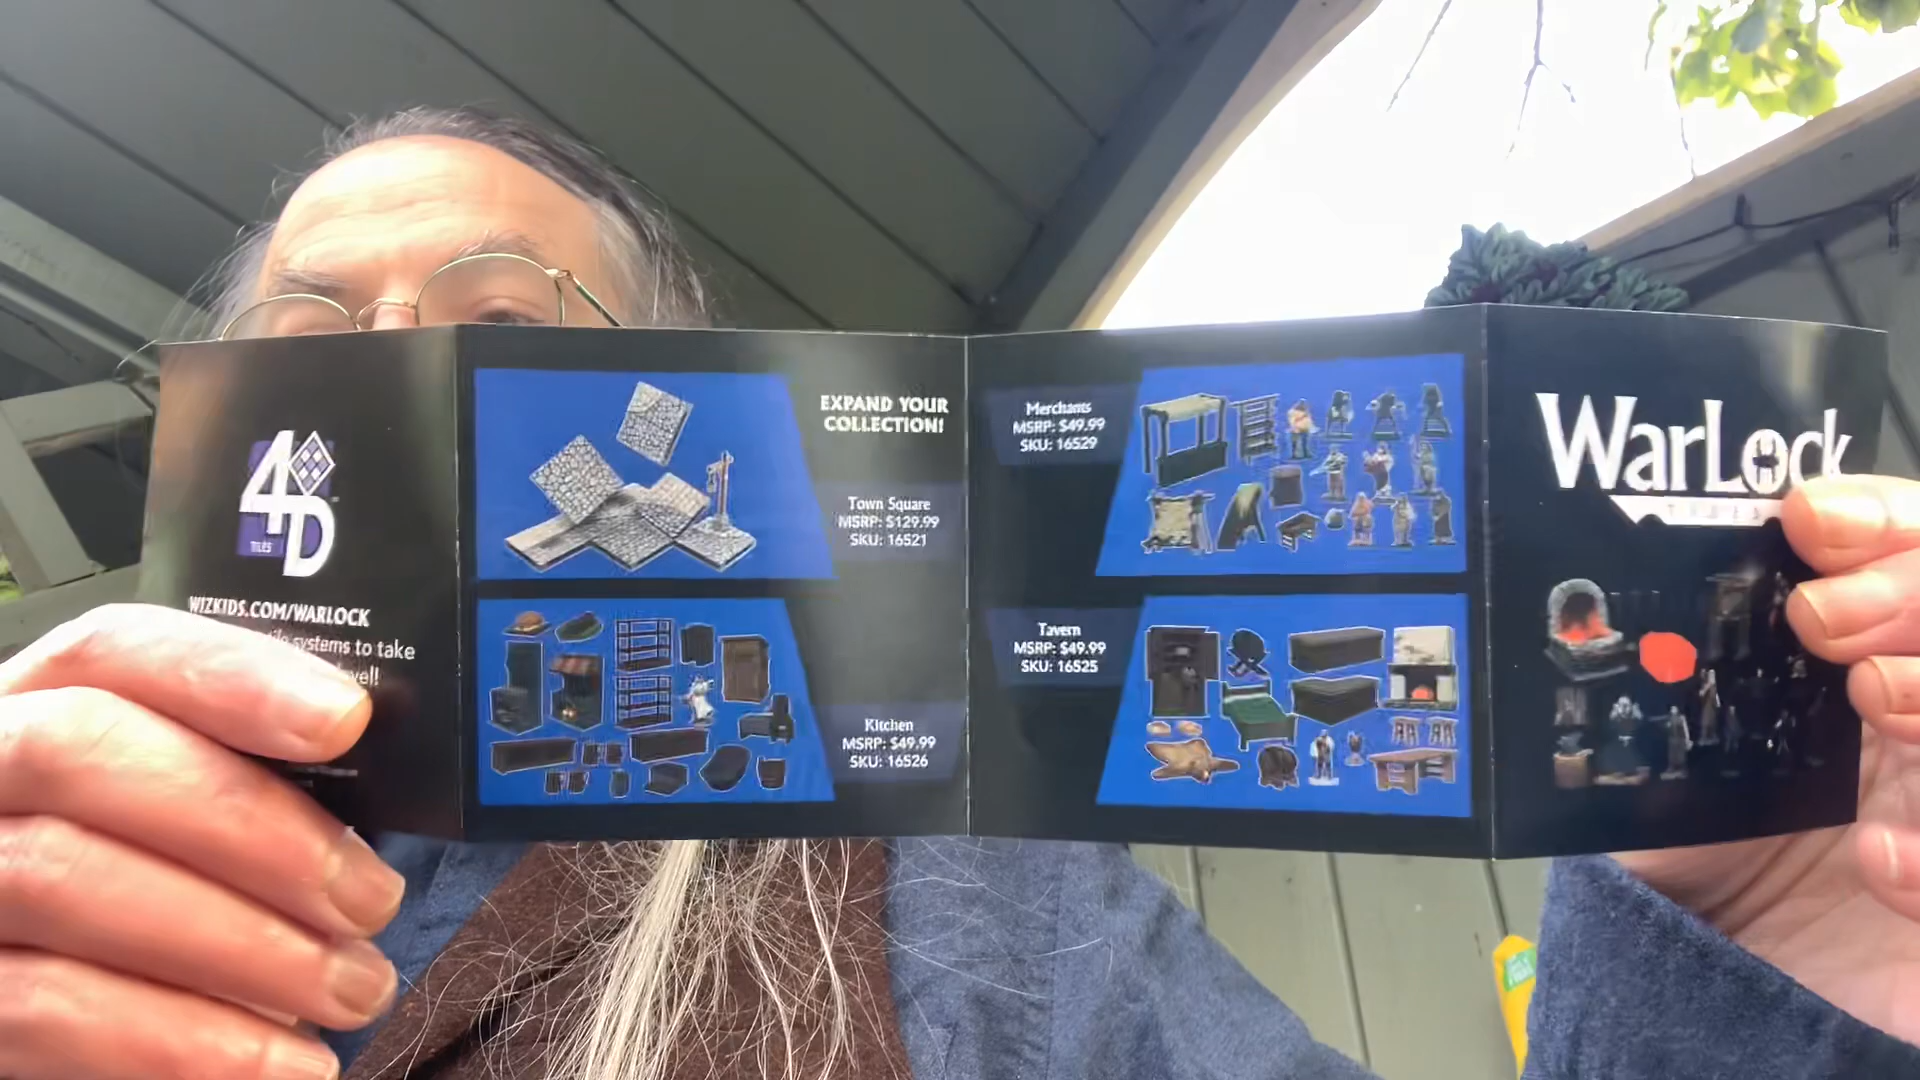 4D
TILES
WIZKIDS.COM/WARLOCK
systems to take
EXPAND YOUR
COLLECTION!
Town Square
MSRP: $129.99
SKU: 16521
Kitchen
MSRP: $49.99
SKU: 16526
Merchants
MSRP: $49.99
SKU: 16529
Tavern
MSRP: $49.99
SKU: 16525
WarLock